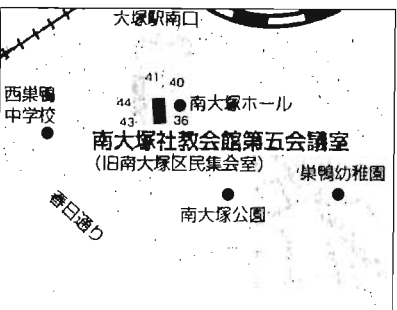 大塚駅南口
41 40
西巣鴨
中学校
44
南大塚ホール
43
36
南大塚社教会館第五会議室
(旧南大塚区民集会室)
巣鴨幼稚園
南大塚公園
春日通り